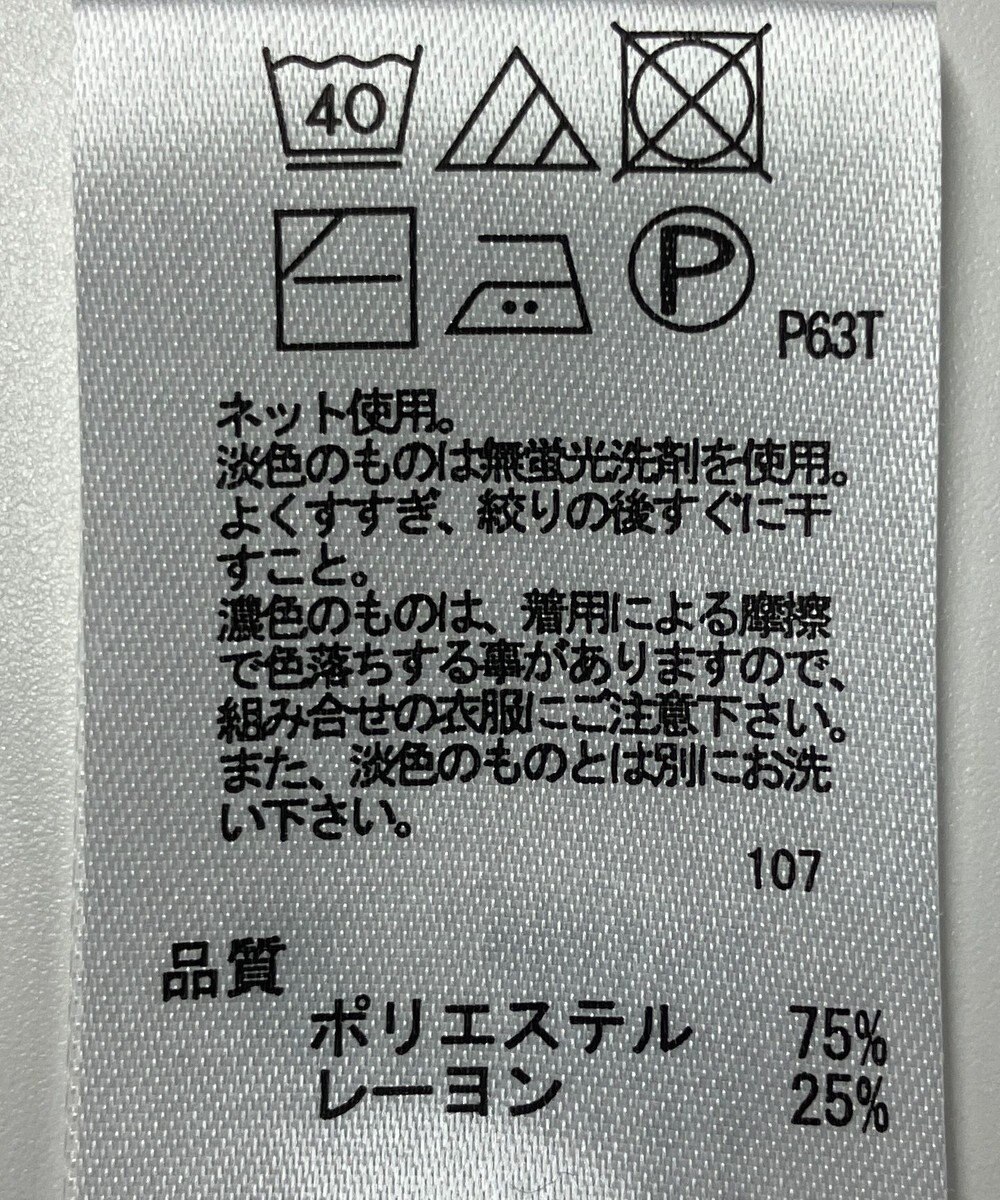 40
P
P63T
ネット使用。
淡色のものは無蛍光洗剤を使用。
よくすすぎ、絞りの後すぐに干
すこと。
濃色のものは、着用による摩擦
で色落ちする事がありますので、
組み合せの衣服にご注意下さい。
また、淡色のものとは別にお洗
い下さい。
107
品質
ポリエステル 75%
レーヨン 25%